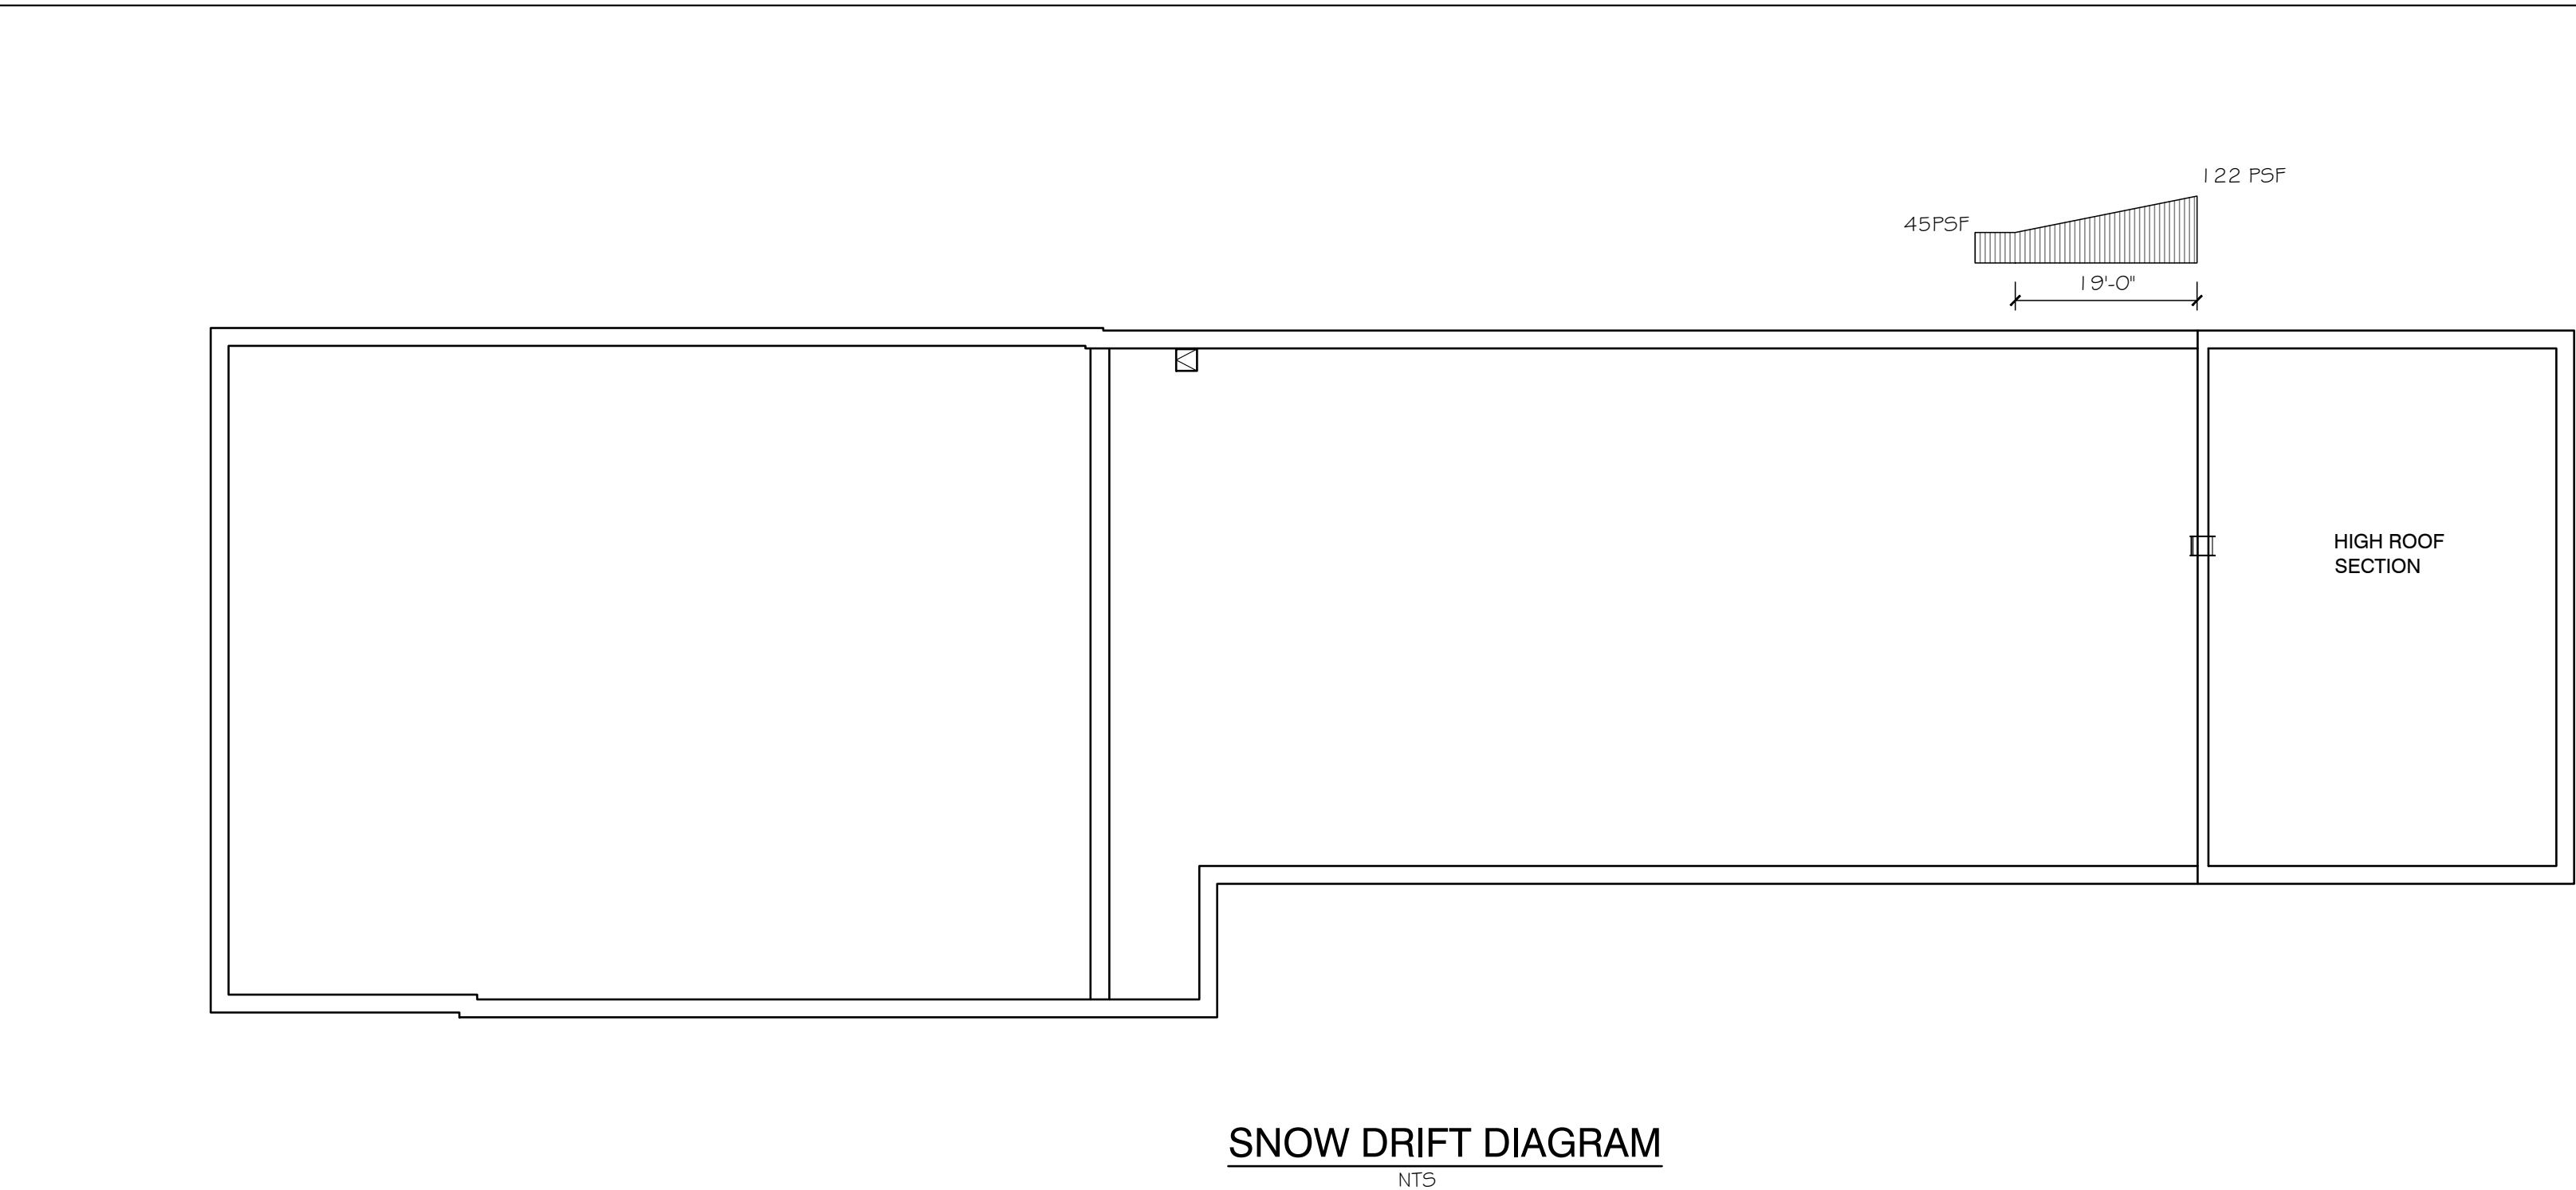 122 PSF
45PSF
19'-0"
HIGH ROOF
SECTION
SNOW DRIFT DIAGRAM
NTS